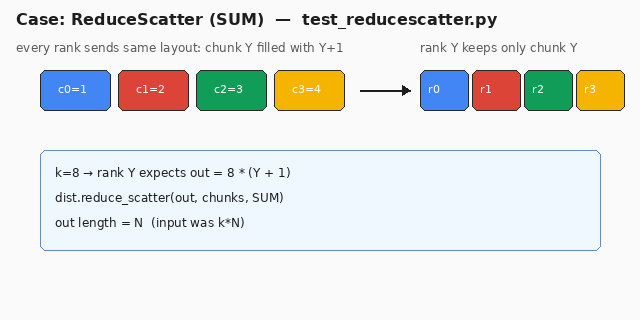 Case: ReduceScatter (SUM)  —  test_reducescatter.py
every rank sends same layout: chunk Y filled with Y+1
rank Y keeps only chunk Y
c0=1
c1=2
c2=3
c3=4
r0
r1
r2
r3
k=8 → rank Y expects out = 8 * (Y + 1)
dist.reduce_scatter(out, chunks, SUM)
out length = N  (input was k*N)